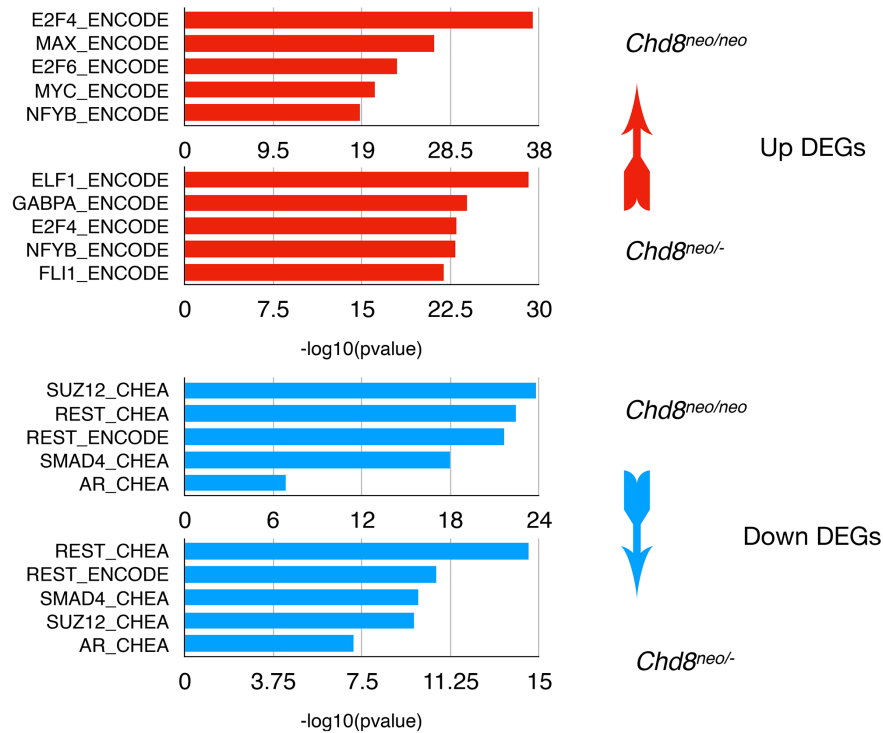 E2F4_ENCODE
MAX_ENCODE
E2F6_ENCODE
MYC_ENCODE
NFYB_ENCODE
0 9.5 19 28.5 38
Chd8neo/neo
ELF1_ENCODE
GABPA_ENCODE
E2F4_ENCODE
NFYB_ENCODE
FLI1_ENCODE
0 7.5 15 22.5 30
-log10(pvalue)
Up DEGs
Chd8neo/-
SUZ12_CHEA
REST_CHEA
REST_ENCODE
SMAD4_CHEA
AR_CHEA
0 6 12 18 24
Chd8neo/neo
REST_CHEA
REST_ENCODE
SMAD4_CHEA
SUZ12_CHEA
AR_CHEA
0 3.75 7.5 11.25 15
-log10(pvalue)
Down DEGs
Chd8neo/-